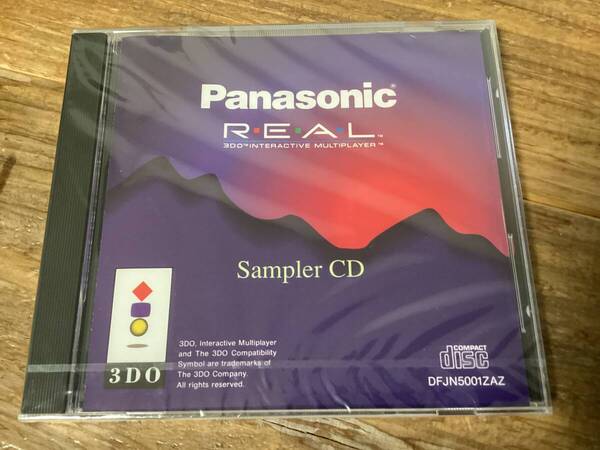 Panasonic®
R·E·A·L™
3DO™ INTERACTIVE MULTIPLAYER™
Sampler CD
3DO
3DO, Interactive Multiplayer
and The 3DO Compatibility
Symbol are trademarks of
The 3DO Company.
All rights reserved.
COMPACT
disc
DFJN5001ZAZ